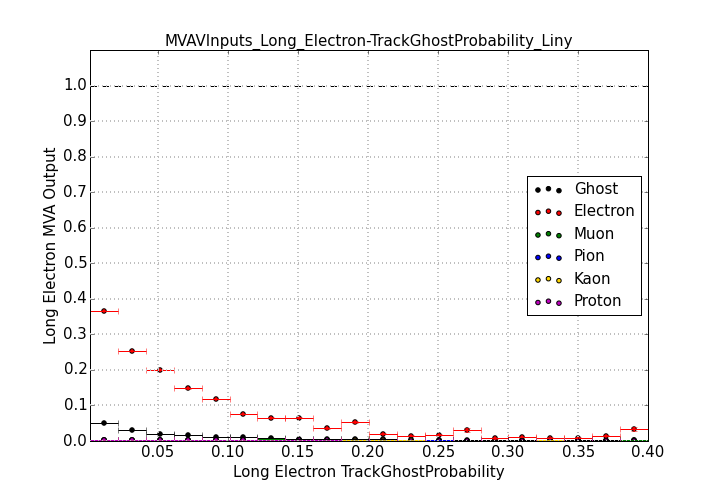 MVAVInputs_Long_Electron-TrackGhostProbability_Liny
Long Electron MVA Output
1.0
0.9
0.8
0.7
0.6
0.5
0.4
0.3
0.2
0.1
0.0
Ghost
Electron
Muon
Pion
Kaon
Proton
0.05 0.10 0.15 0.20 0.25 0.30 0.35 0.40
Long Electron TrackGhostProbability